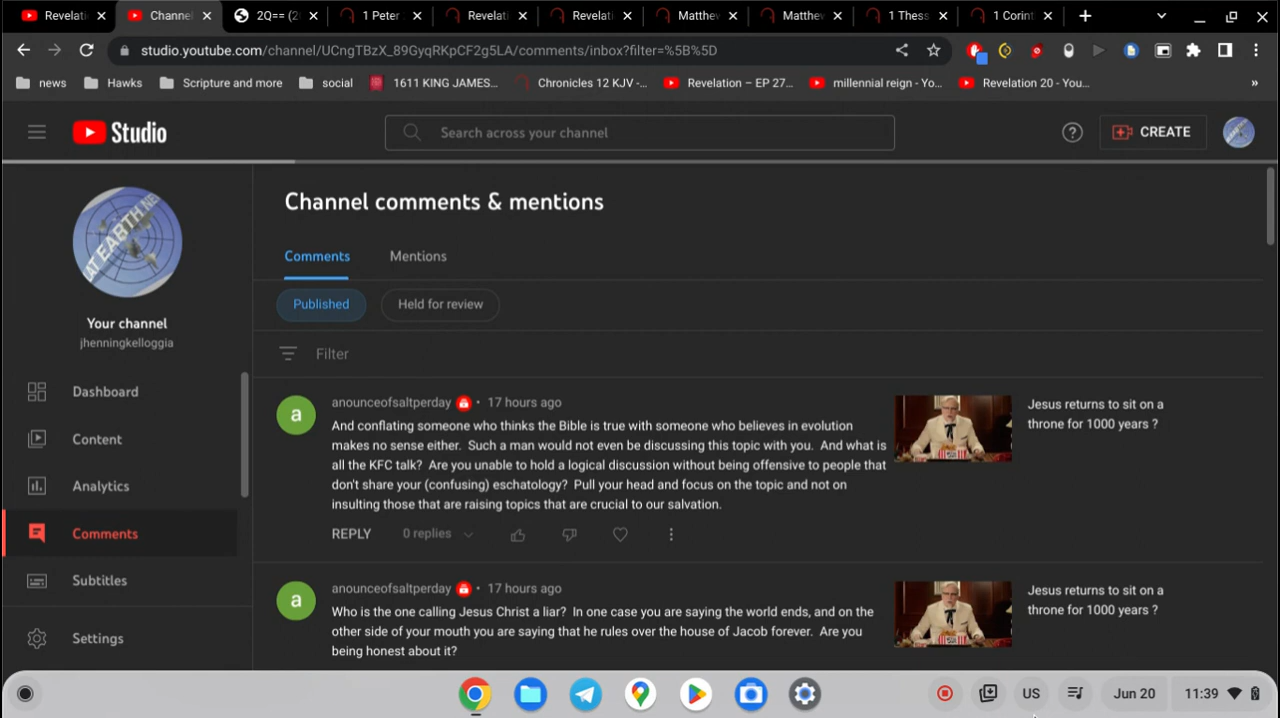 Revelati
Channel
2Q== (2
1 Peter
Revelati
Revelati
Matthew
Matthew
1 Thess
1 Corint
studio.youtube.com/channel/UCngTBzX_89GyqRKpCF2g5LA/comments/inbox?filter=%5B%5D
news
Hawks
Scripture and more
social
1611 KING JAMES...
Chronicles 12 KJV -...
Revelation – EP 27...
millennial reign - Yo...
Revelation 20 - You...
»
Studio
Search across your channel
CREATE
Channel comments & mentions
AT EARTH NE
Comments
Mentions
Published
Held for review
Your channel
jhenningkelloggia
Filter
Dashboard
Content
Analytics
Comments
Subtitles
Settings
a
anounceofsaltperday • 17 hours ago
And conflating someone who thinks the Bible is true with someone who believes in evolution
makes no sense either. Such a man would not even be discussing this topic with you. And what is
all the KFC talk? Are you unable to hold a logical discussion without being offensive to people that
don't share your (confusing) eschatology? Pull your head and focus on the topic and not on
insulting those that are raising topics that are crucial to our salvation.
REPLY
0 replies
Jesus returns to sit on a
throne for 1000 years ?
a
anounceofsaltperday • 17 hours ago
Who is the one calling Jesus Christ a liar? In one case you are saying the world ends, and on the
other side of your mouth you are saying that he rules over the house of Jacob forever. Are you
being honest about it?
Jesus returns to sit on a
throne for 1000 years ?
US
Jun 20
11:39